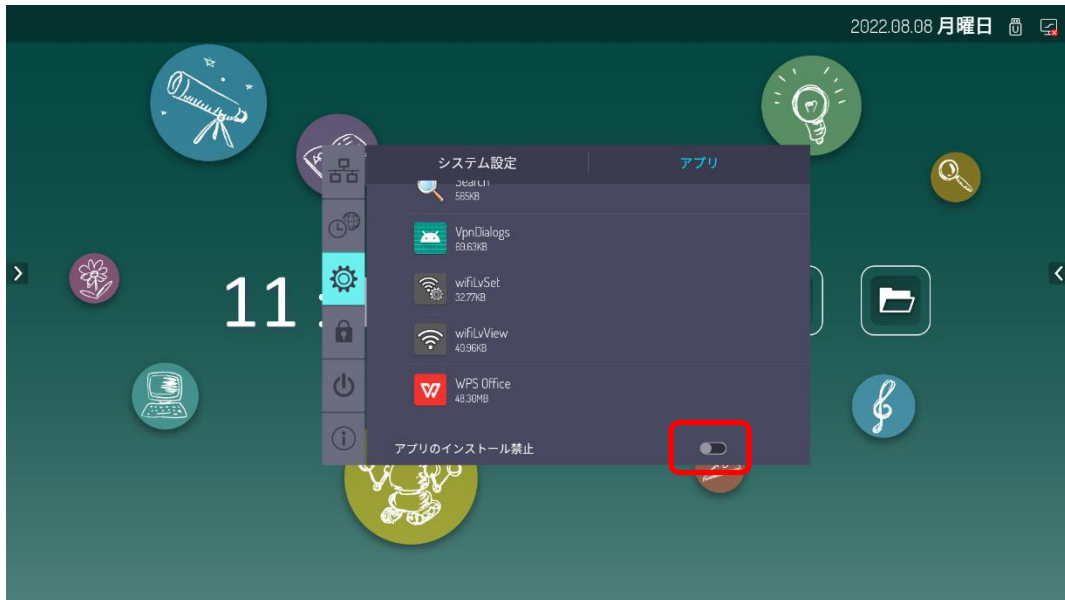 2022.08.08 月曜日
システム設定
アプリ
Search
565KB
VpnDialogs
69.63KB
wifiLvSet
32.77KB
11 :
wifiLvView
40.96KB
WPS Office
48.30MB
アプリのインストール禁止